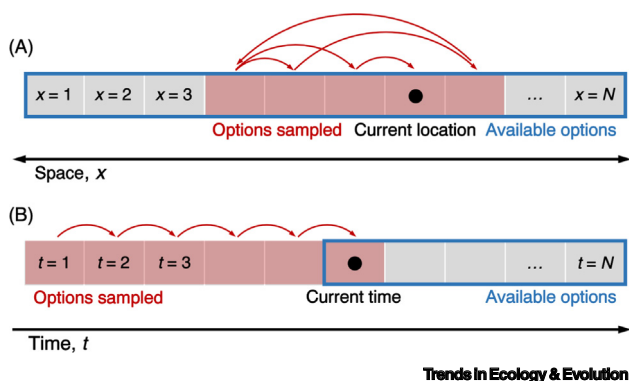 (A)
x = 1 x = 2 x = 3 ... x = N
Options sampled Current location Available options
Space, x
(B)
t = 1 t = 2 t = 3 ... t = N
Options sampled Current time Available options
Time, t
Trends in Ecology & Evolution